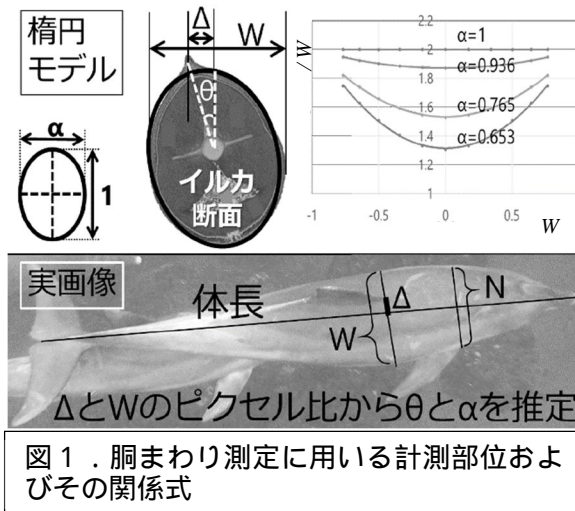 楕円
モデル
α
1
Δ
W
θ
イルカ
断面
/ W
2.2
2
1.8
1.6
1.4
1.2
1
α=1
α=0.936
α=0.765
α=0.653
-1
-0.5
0
0.5
W
実画像
体長
W
Δ
N
ΔとWのピクセル比からθとαを推定
図１．胴まわり測定に用いる計測部位およ
びその関係式